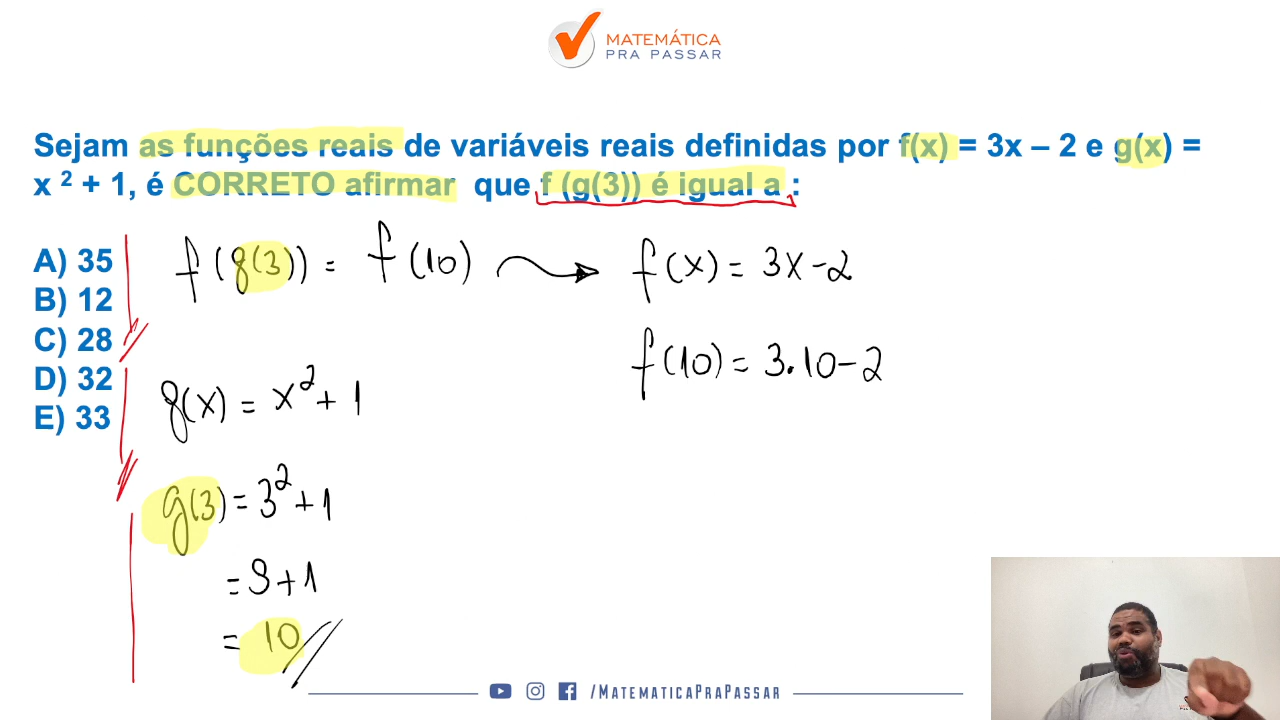 MATEMÁTICA
PRA PASSAR
Sejam as funções reais de variáveis reais definidas por f(x) = 3x – 2 e g(x) =
x ² + 1, é CORRETO afirmar que f (g(3)) é igual a :
A) 35
B) 12
C) 28
D) 32
E) 33
f(g(3)) = f(10)
f(x) = 3x-2
f(10) = 3.10-2
g(x) = x²+1
g(3) = 3²+1
= 9+1
= 10
/MatematicaPraPassar